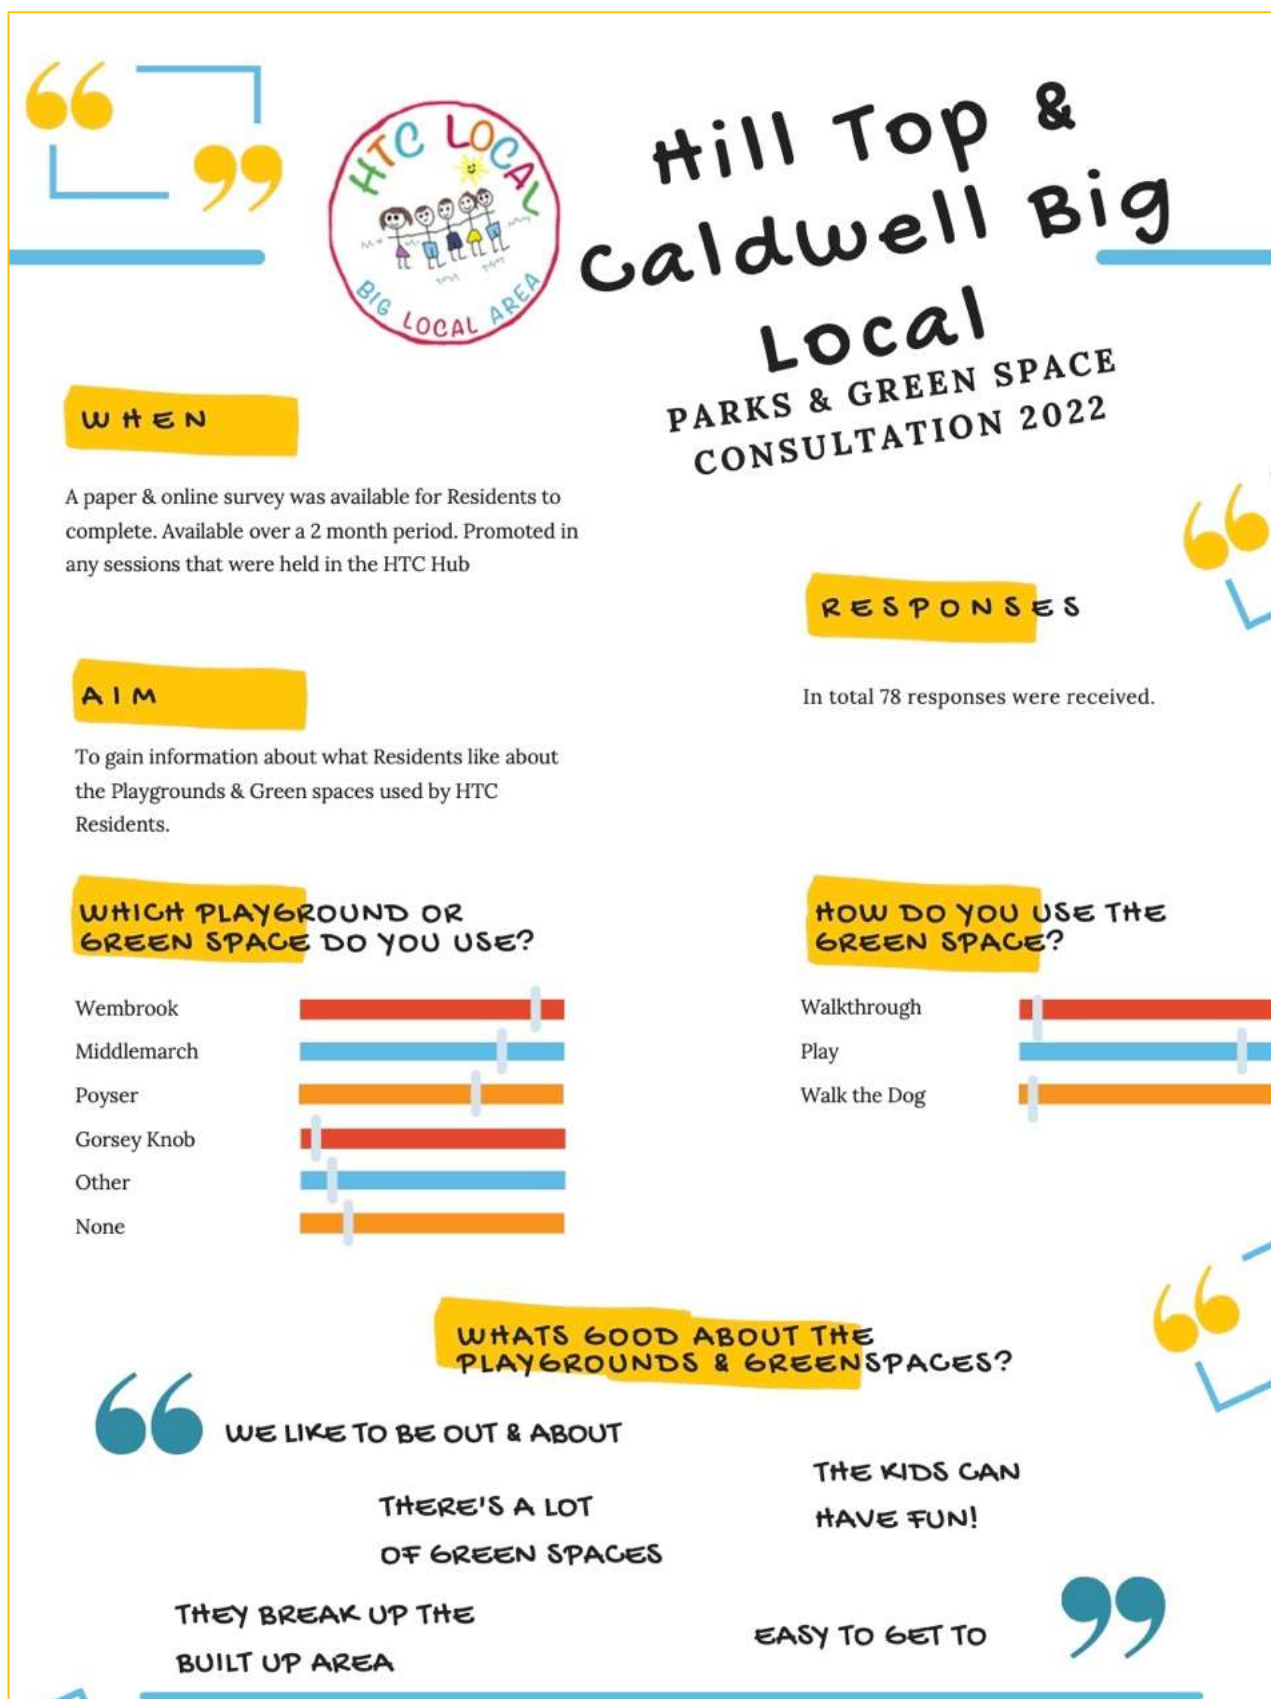 HTC LOCAL
BIG LOCAL AREA
Hill Top &
Caldwell Big
Local
PARKS & GREEN SPACE
CONSULTATION 2022
WHEN
A paper & online survey was available for Residents to
complete. Available over a 2 month period. Promoted in
any sessions that were held in the HTC Hub
RESPONSES
In total 78 responses were received.
AIM
To gain information about what Residents like about
the Playgrounds & Green spaces used by HTC
Residents.
WHICH PLAYGROUND OR
GREEN SPACE DO YOU USE?
Wembrook
Middlemarch
Poyser
Gorsey Knob
Other
None
HOW DO YOU USE THE
GREEN SPACE?
Walkthrough
Play
Walk the Dog
WHATS GOOD ABOUT THE
PLAYGROUNDS & GREENSPACES?
WE LIKE TO BE OUT & ABOUT
THE KIDS CAN
HAVE FUN!
THERE'S A LOT
OF GREEN SPACES
THEY BREAK UP THE
BUILT UP AREA
EASY TO GET TO